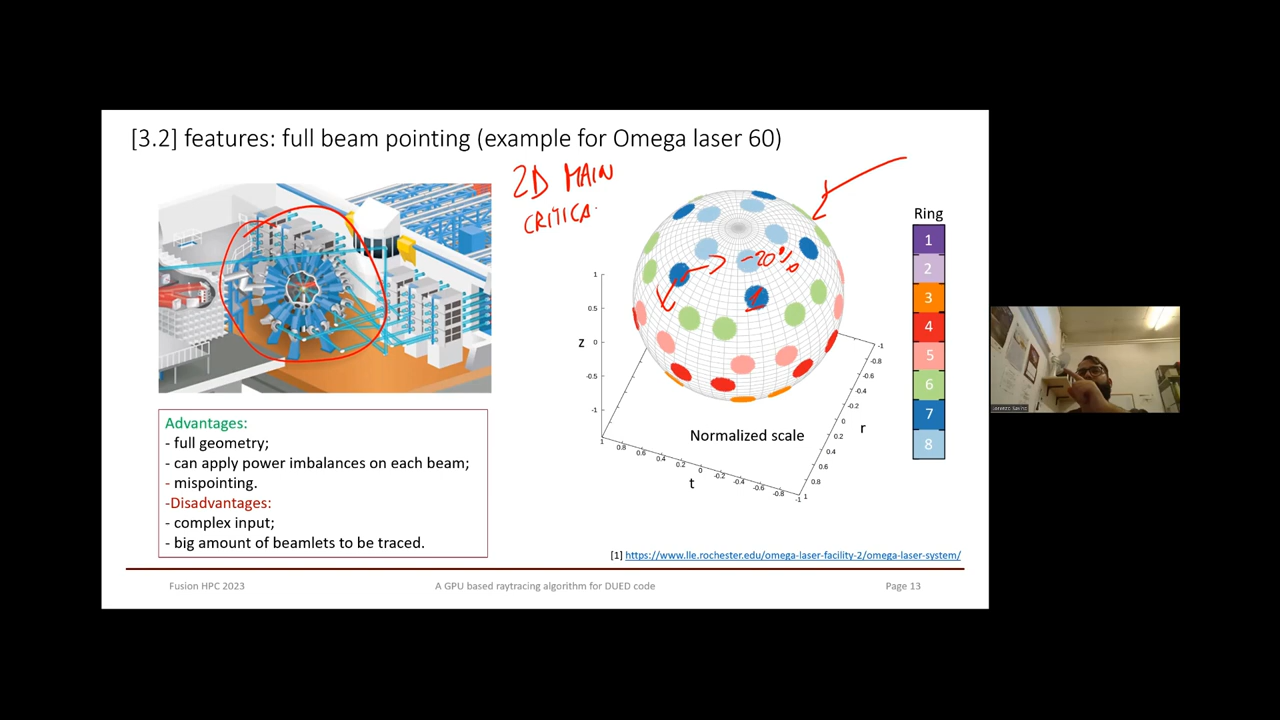 [3.2] features: full beam pointing (example for Omega laser 60)
2D MAIN
CRITICA.
-20%
Ring
1
2
3
4
5
6
7
8
1
0.5
0
-0.5
-1
z
1
0.8
0.6
0.4
0.2
0
-0.2
-0.4
-0.6
-0.8
-1
t
-1
-0.8
-0.6
-0.4
-0.2
0
0.2
0.4
0.6
0.8
1
r
Normalized scale
Advantages:
- full geometry;
- can apply power imbalances on each beam;
- mispointing.
-Disadvantages:
- complex input;
- big amount of beamlets to be traced.
[1] https://www.lle.rochester.edu/omega-laser-facility-2/omega-laser-system/
Fusion HPC 2023
A GPU based raytracing algorithm for DUED code
Page 13